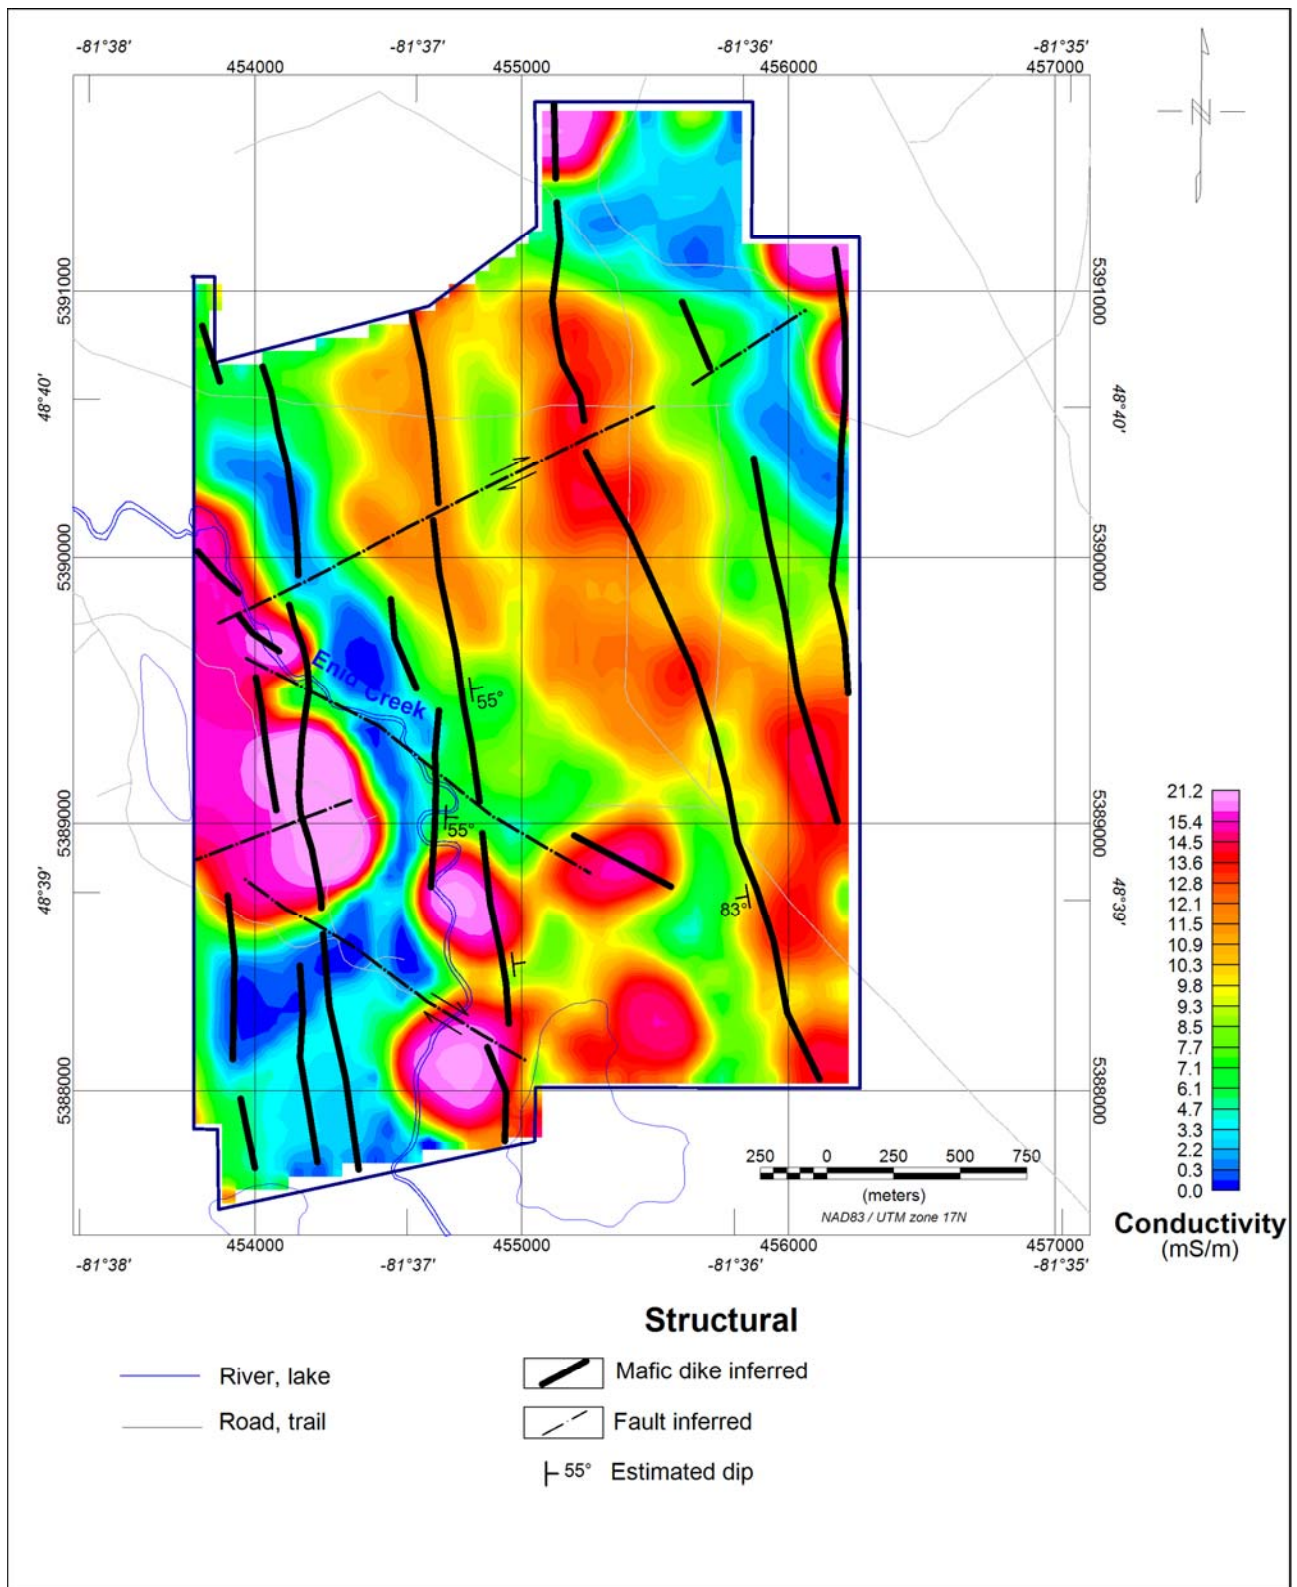 -81°38' -81°37' -81°36' -81°35'
454000 455000 456000 457000
N
5391000 5391000
48°40' 48°40'
5390000 5390000
Enid Creek
55°
5389000 5389000
55°
48°39' 48°39'
83°
5388000 5388000
21.2
15.4
14.5
13.6
12.8
12.1
11.5
10.9
10.3
9.8
9.3
8.5
7.7
7.1
6.1
4.7
3.3
2.2
0.3
0.0
Conductivity
(mS/m)
250 0 250 500 750
(meters)
NAD83 / UTM zone 17N
454000 455000 456000 457000
-81°38' -81°37' -81°36' -81°35'
Structural
River, lake
Road, trail
Mafic dike inferred
Fault inferred
55° Estimated dip